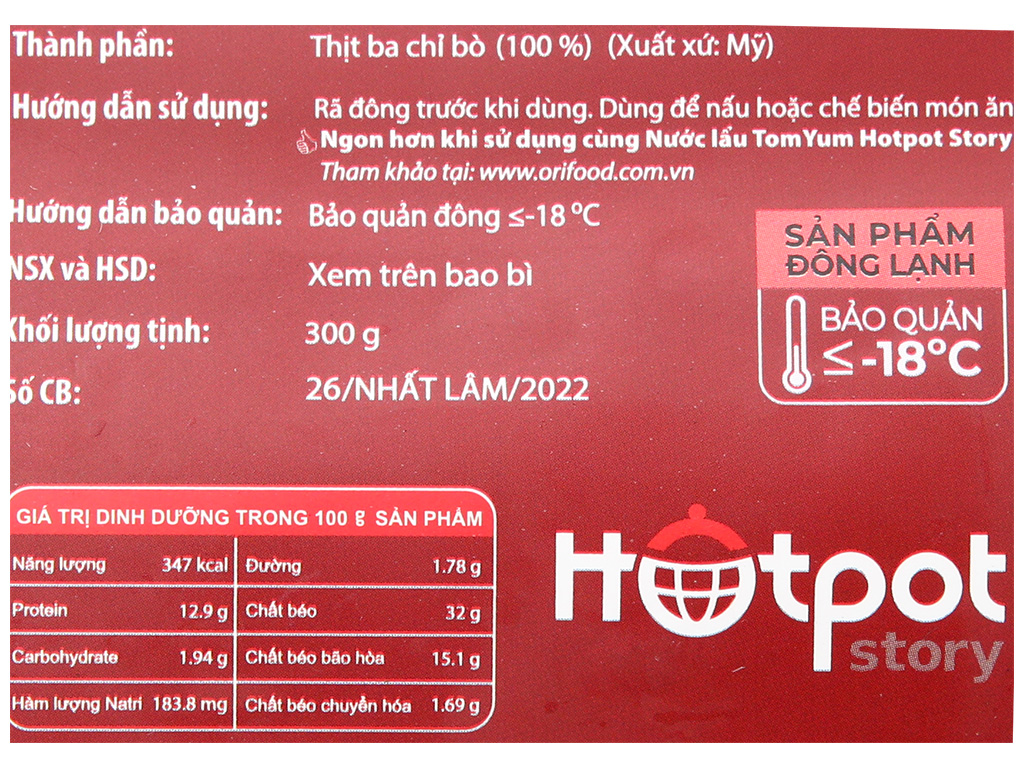 Thành phần: Thịt ba chỉ bò (100 %) (Xuất xứ: Mỹ)
Hướng dẫn sử dụng: Rã đông trước khi dùng. Dùng để nấu hoặc chế biến món ăn
Ngon hơn khi sử dụng cùng Nước lẩu TomYum Hotpot Story
Tham khảo tại: www.orifood.com.vn
Hướng dẫn bảo quản: Bảo quản đông ≤-18 ºC
NSX và HSD: Xem trên bao bì
Khối lượng tịnh: 300 g
Số CB: 26/NHẤT LÂM/2022
SẢN PHẨM
ĐÔNG LẠNH
BẢO QUẢN
≤ -18ºC
GIÁ TRỊ DINH DƯỠNG TRONG 100 g SẢN PHẨM
Năng lượng 347 kcal Đường 1.78 g
Protein 12.9 g Chất béo 32 g
Carbohydrate 1.94 g Chất béo bão hòa 15.1 g
Hàm lượng Natri 183.8 mg Chất béo chuyển hóa 1.69 g
Hotpot
story